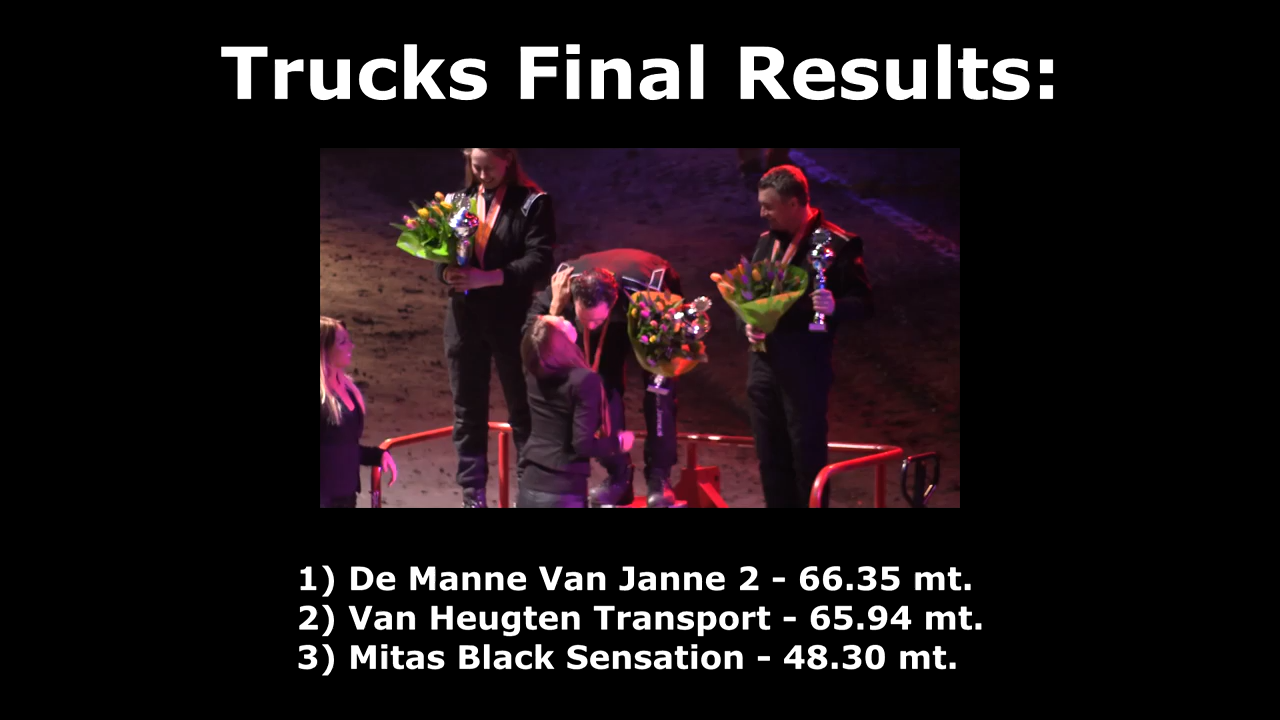 Trucks Final Results:
1) De Manne Van Janne 2 - 66.35 mt.
2) Van Heugten Transport - 65.94 mt.
3) Mitas Black Sensation - 48.30 mt.